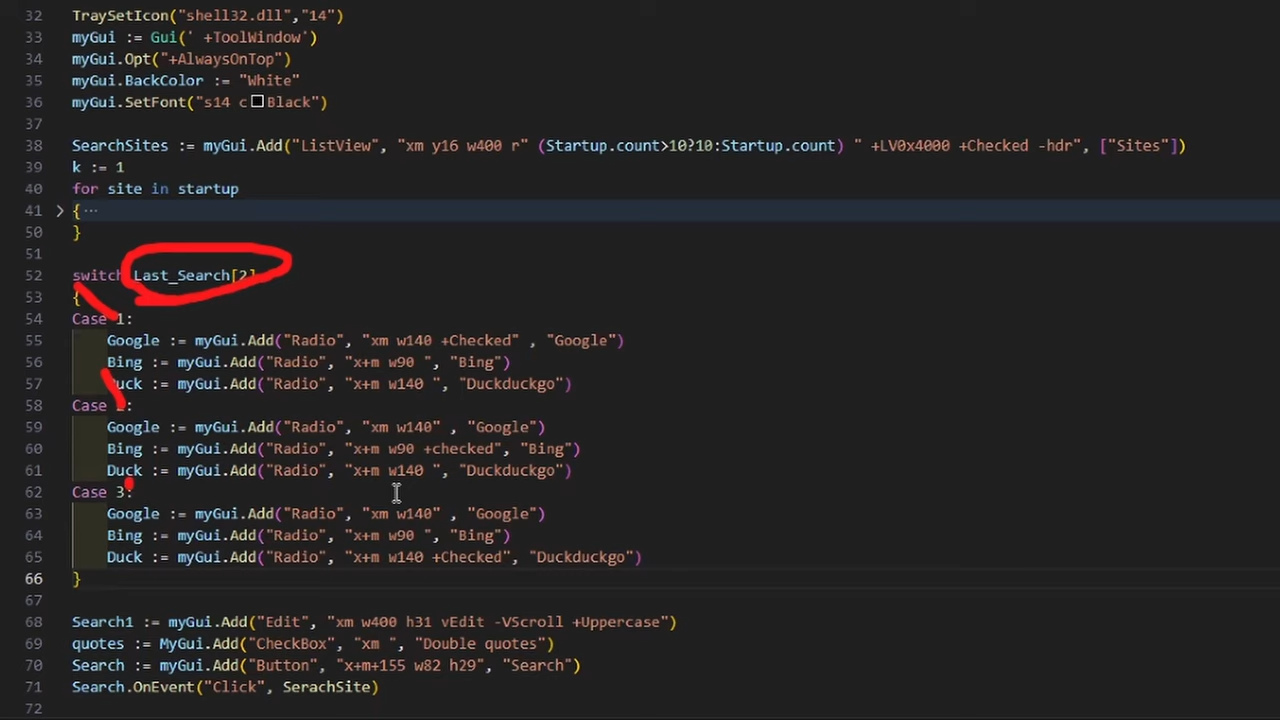 32 TraySetIcon("shell32.dll","14")
33 myGui := Gui(' +ToolWindow')
34 myGui.Opt("+AlwaysOnTop")
35 myGui.BackColor := "White"
36 myGui.SetFont("s14 c Black")
37
38 SearchSites := myGui.Add("ListView", "xm y16 w400 r" (Startup.count>10?10:Startup.count) " +LV0x4000 +Checked -hdr", ["Sites"])
39 k := 1
40 for site in startup
41 { ...
50 }
51
52 switch Last_Search[2]
53 {
54 Case 1:
55 Google := myGui.Add("Radio", "xm w140 +Checked" , "Google")
56 Bing := myGui.Add("Radio", "x+m w90 ", "Bing")
57 Duck := myGui.Add("Radio", "x+m w140 ", "Duckduckgo")
58 Case 2:
59 Google := myGui.Add("Radio", "xm w140" , "Google")
60 Bing := myGui.Add("Radio", "x+m w90 +checked", "Bing")
61 Duck := myGui.Add("Radio", "x+m w140 ", "Duckduckgo")
62 Case 3:
63 Google := myGui.Add("Radio", "xm w140" , "Google")
64 Bing := myGui.Add("Radio", "x+m w90 ", "Bing")
65 Duck := myGui.Add("Radio", "x+m w140 +Checked", "Duckduckgo")
66 }
67
68 Search1 := myGui.Add("Edit", "xm w400 h31 vEdit -VScroll +Uppercase")
69 quotes := MyGui.Add("CheckBox", "xm ", "Double quotes")
70 Search := myGui.Add("Button", "x+m+155 w82 h29", "Search")
71 Search.OnEvent("Click", SerachSite)
72